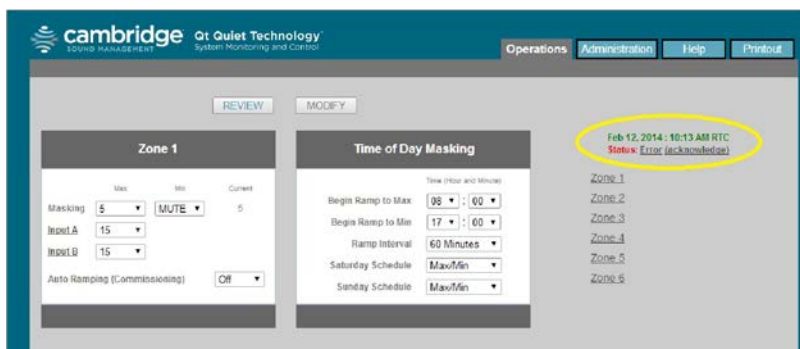 cambridge Qt Quiet Technology™
SOUND MANAGEMENT System Monitoring and Control
Operations Administration Help Printout
REVIEW MODIFY
Feb 12, 2014 : 10:13 AM RTC
Status: Error (acknowledge)
Zone 1
Max Min Current
Masking 5 MUTE 5
Input A 15
Input B 15
Auto Ramping (Commissioning) Off
Time of Day Masking
Time (Hour and Minute)
Begin Ramp to Max 08 : 00
Begin Ramp to Min 17 : 00
Ramp Interval 60 Minutes
Saturday Schedule Max/Min
Sunday Schedule Max/Min
Zone 1
Zone 2
Zone 3
Zone 4
Zone 5
Zone 6